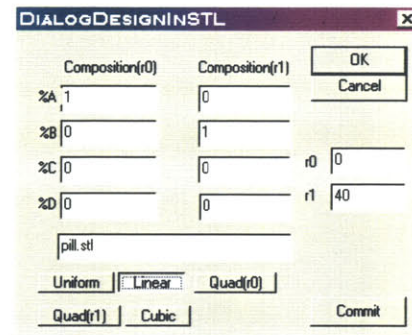 DIALOGDESIGNINSTL
Composition(r0) Composition(r1) OK
Cancel
%A 1 0
%B 0 1
%C 0 0 r0 0
%D 0 0 r1 40
pill.stl
Uniform Linear Quad(r0)
Quad(r1) Cubic Commit